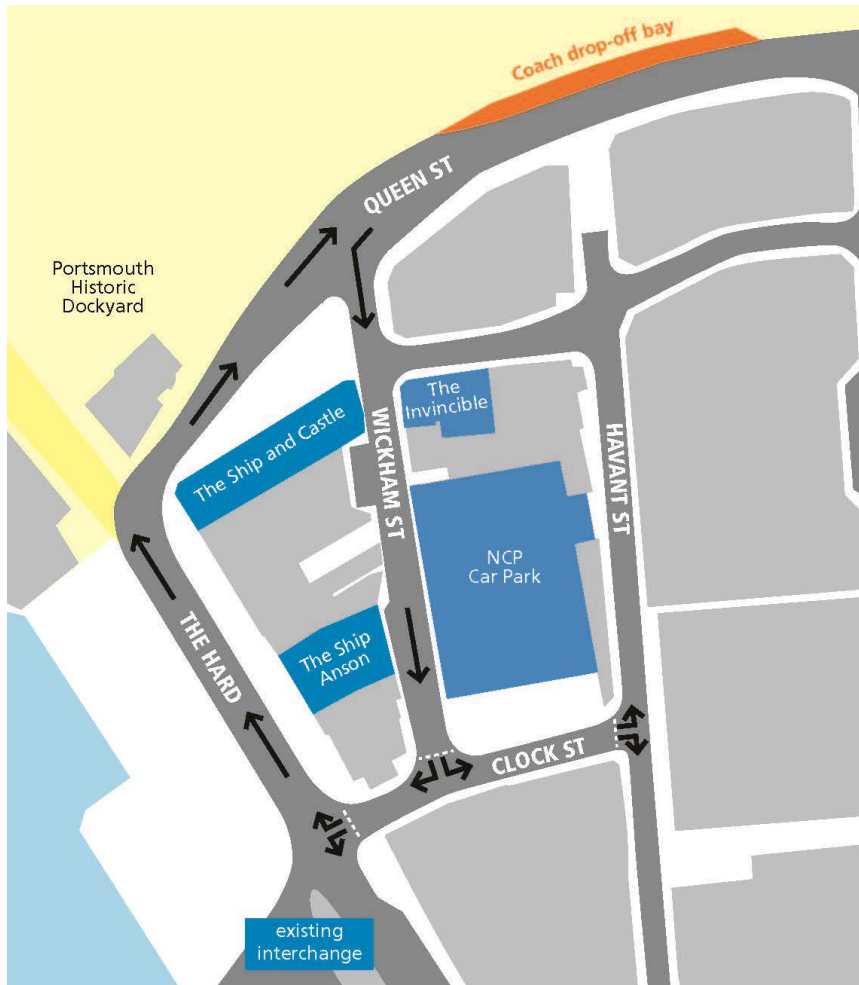 Coach drop-off bay
QUEEN ST
Portsmouth
Historic
Dockyard
The
Invincible
The Ship and Castle
WICKHAM ST
HAVANT ST
NCP
Car Park
THE HARD
The Ship
Anson
CLOCK ST
existing
interchange